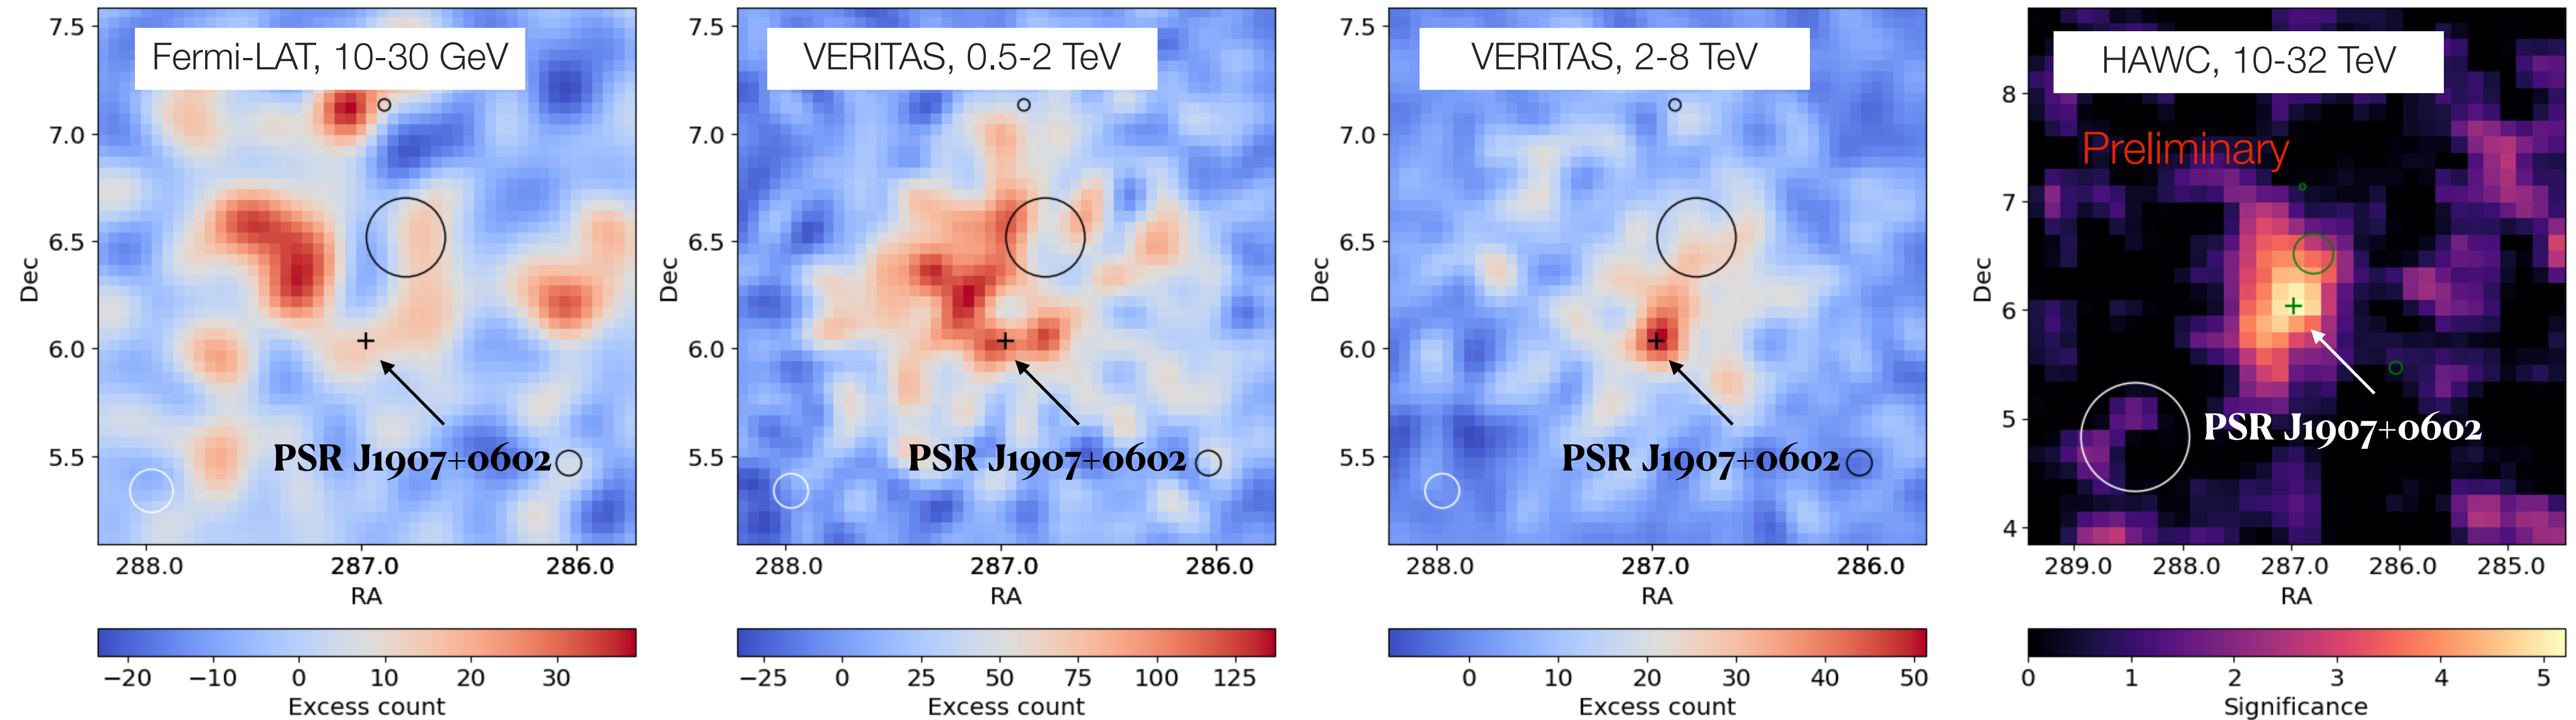 Fermi-LAT, 10-30 GeV
7.5
7.0
6.5
6.0
5.5
Dec
PSR J1907+0602
288.0 287.0 286.0
RA
−20 −10 0 10 20 30
Excess count
VERITAS, 0.5-2 TeV
7.5
7.0
6.5
6.0
5.5
Dec
PSR J1907+0602
288.0 287.0 286.0
RA
−25 0 25 50 75 100 125
Excess count
VERITAS, 2-8 TeV
7.5
7.0
6.5
6.0
5.5
Dec
PSR J1907+0602
288.0 287.0 286.0
RA
0 10 20 30 40 50
Excess count
HAWC, 10-32 TeV
Preliminary
8
7
6
5
4
Dec
PSR J1907+0602
289.0 288.0 287.0 286.0 285.0
RA
0 1 2 3 4 5
Significance